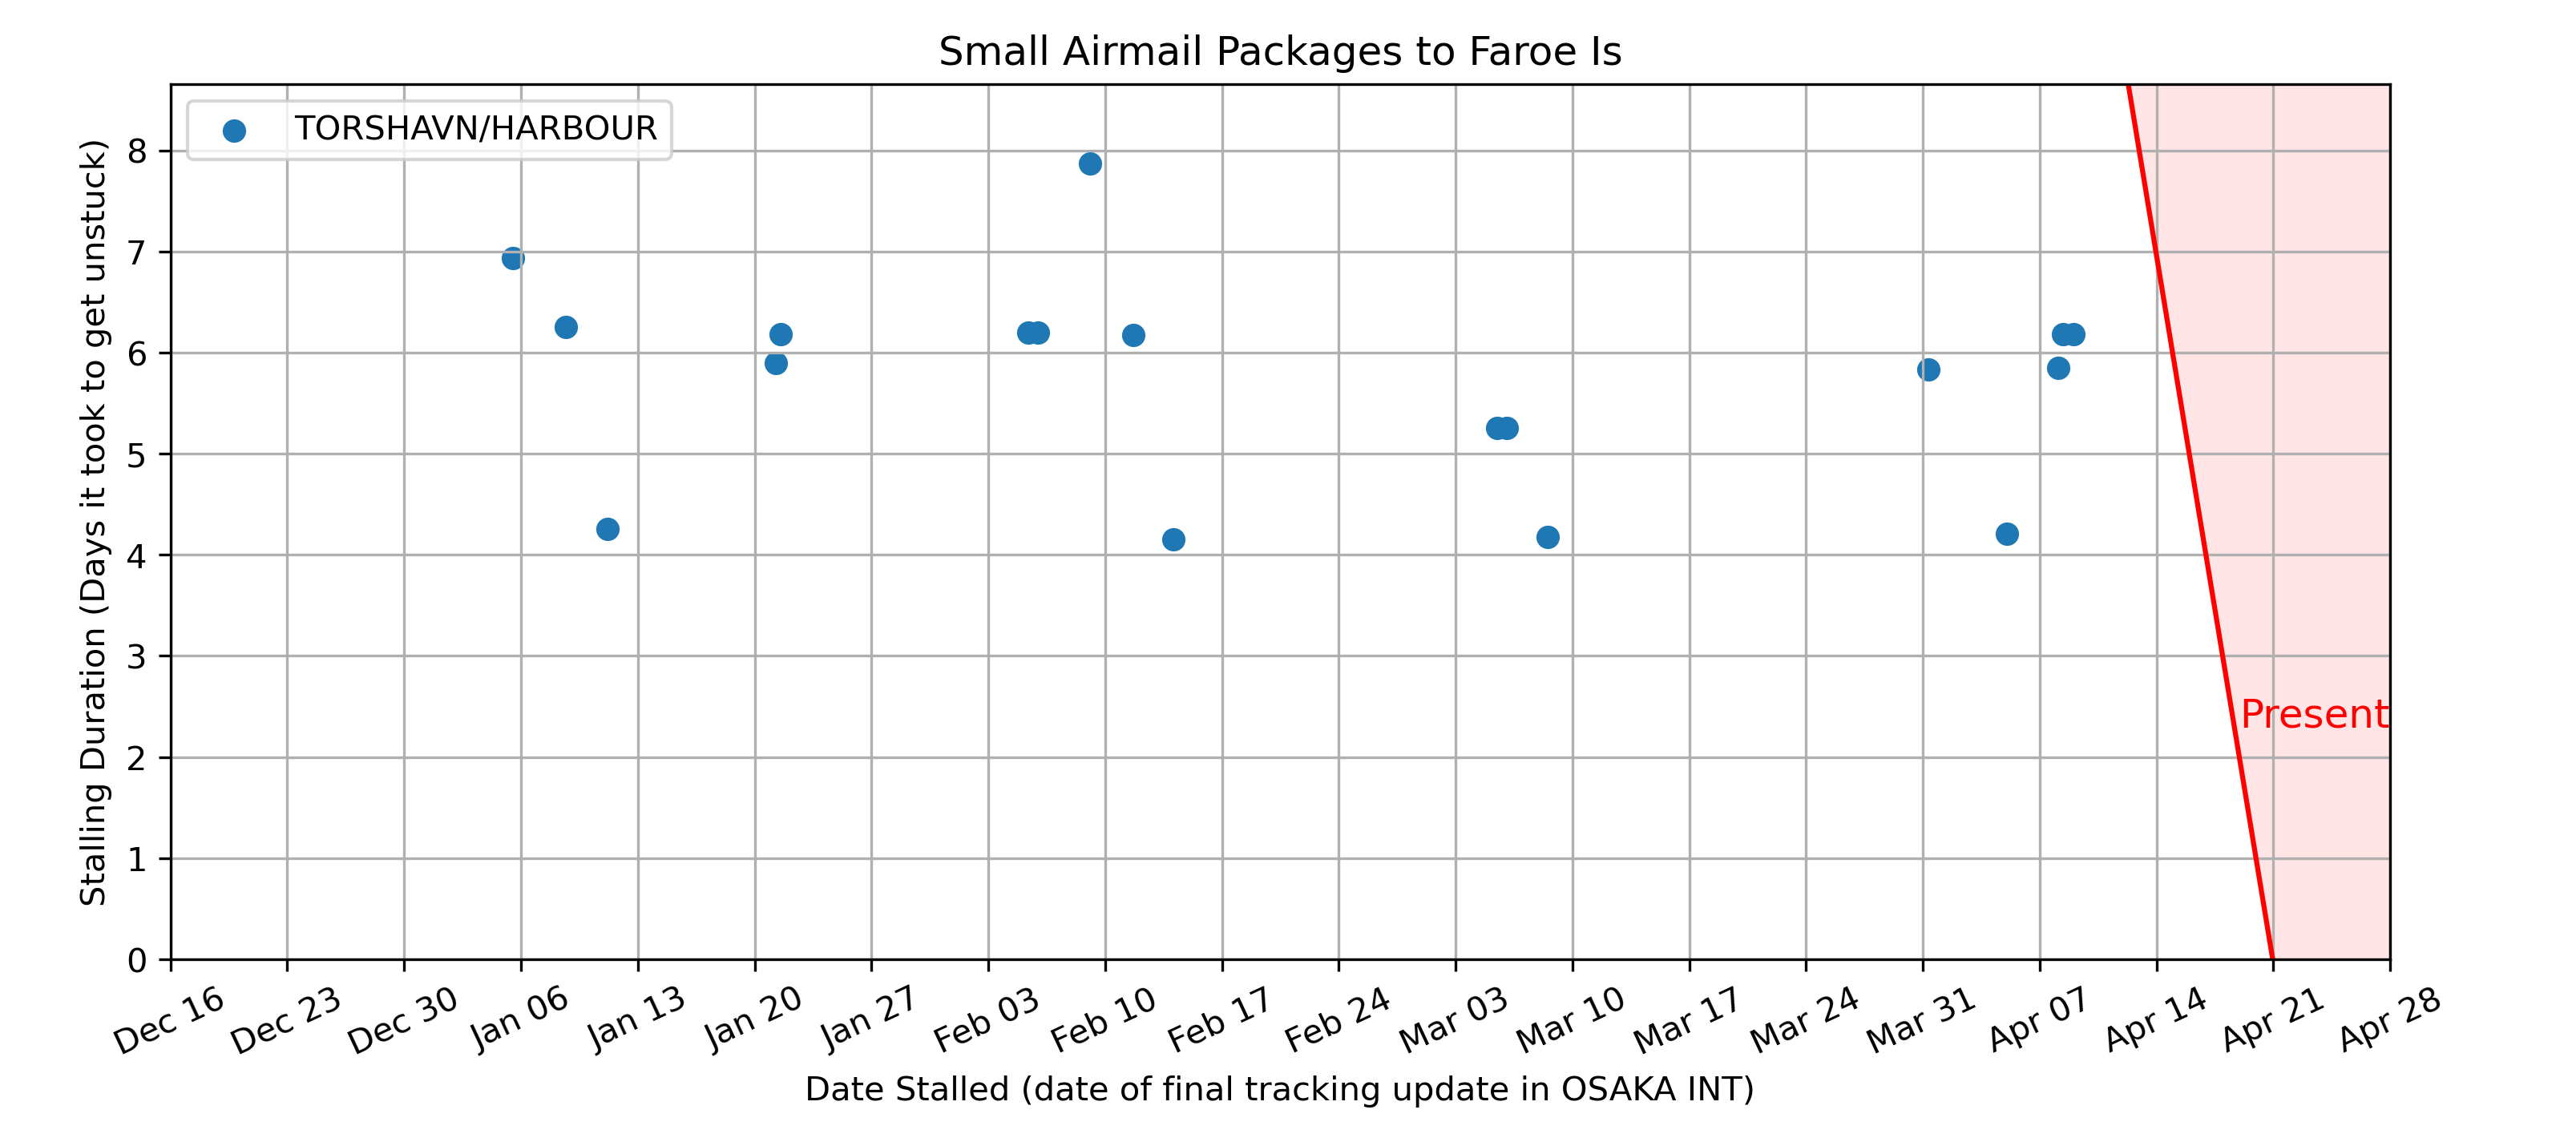 Small Airmail Packages to Faroe Is
TORSHAVN/HARBOUR
Stalling Duration (Days it took to get unstuck)
8
7
6
5
4
3
2
1
0
Present
Dec 16
Dec 23
Dec 30
Jan 06
Jan 13
Jan 20
Jan 27
Feb 03
Feb 10
Feb 17
Feb 24
Mar 03
Mar 10
Mar 17
Mar 24
Mar 31
Apr 07
Apr 14
Apr 21
Apr 28
Date Stalled (date of final tracking update in OSAKA INT)